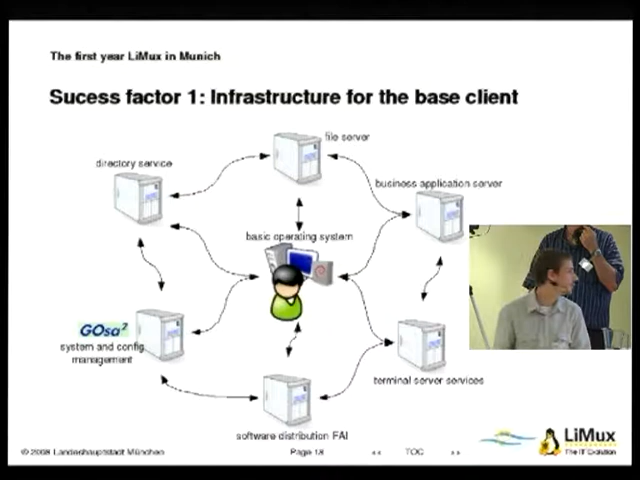 The first year LiMux in Munich
Sucess factor 1: Infrastructure for the base client
file server
directory service
business application server
basic operating system
GOsa²
system and config.
management
terminal server services
software distribution FAI
© 2008 Landeshauptstadt München
Page 18
◂◂ TOC ▸▸
LiMux
The IT Evolution